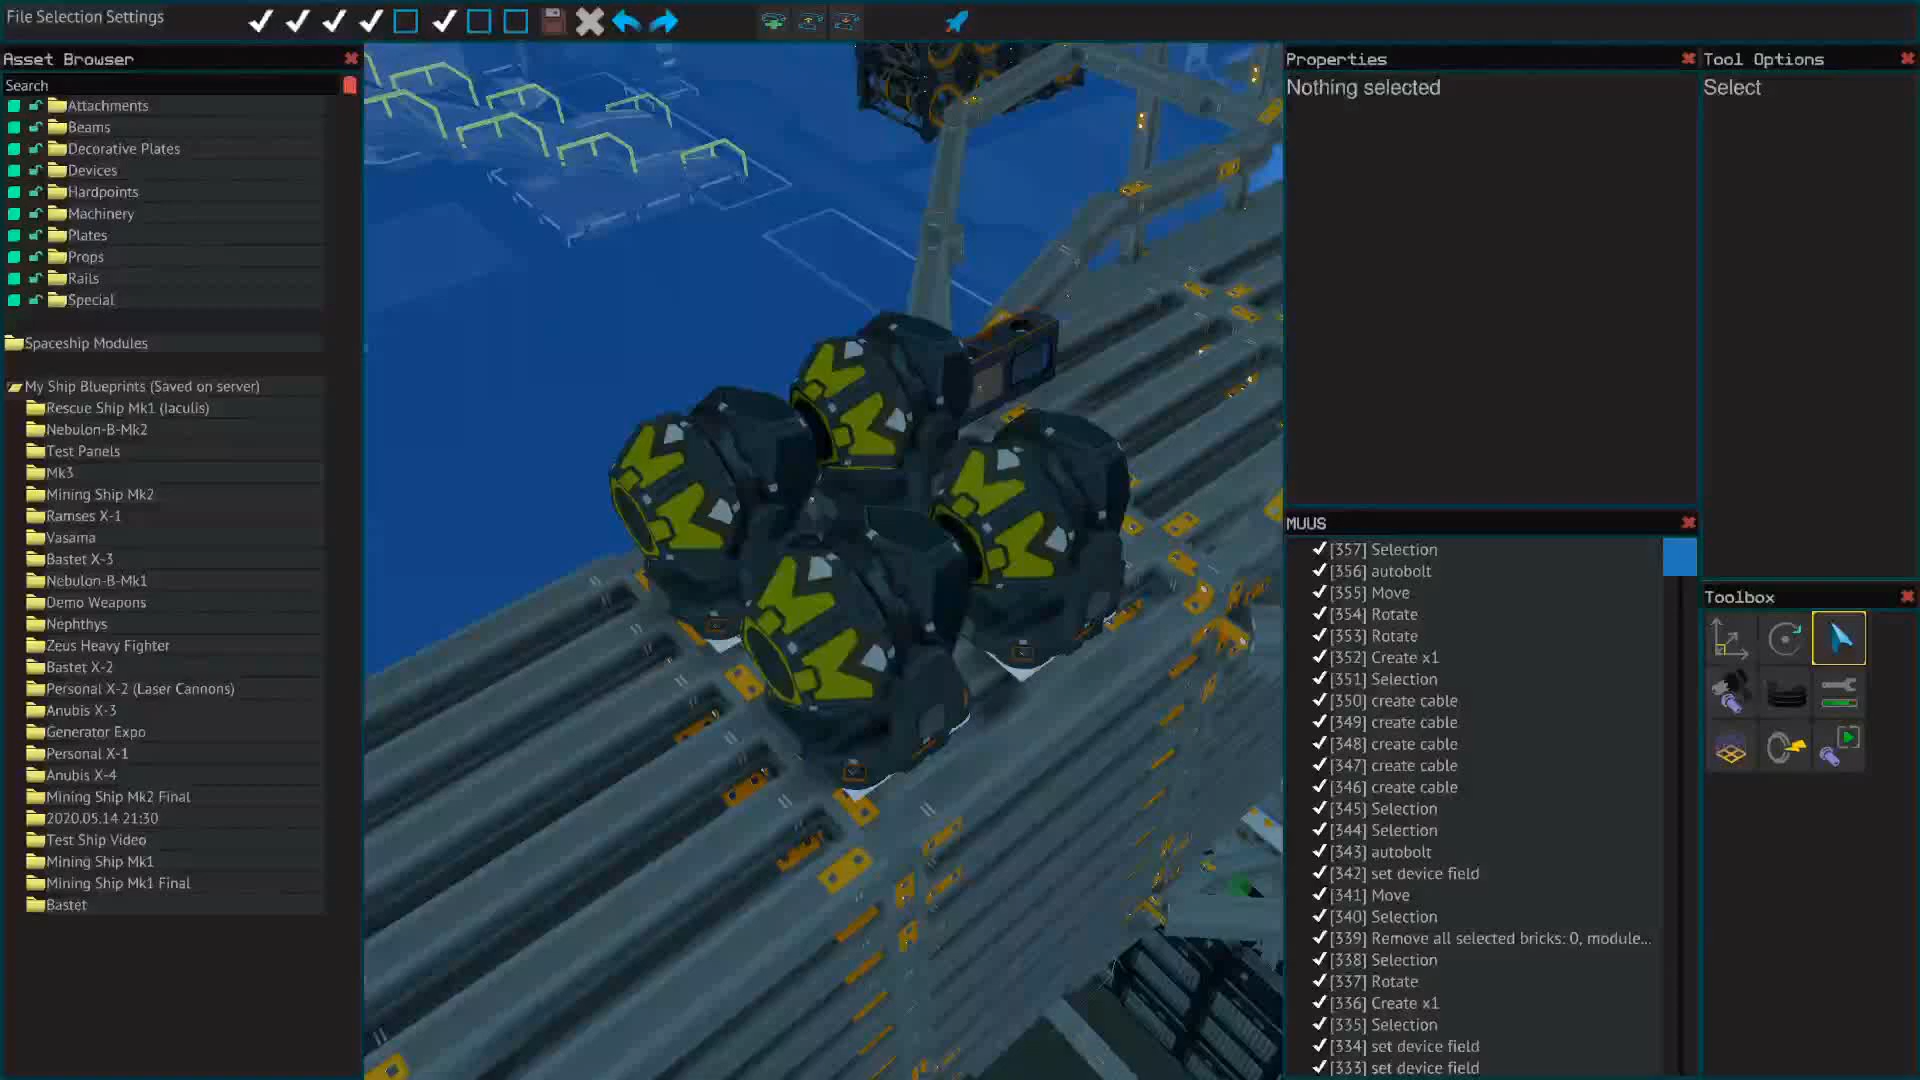 File Selection Settings
Asset Browser
Search
Attachments
Beams
Decorative Plates
Devices
Hardpoints
Machinery
Plates
Props
Rails
Special
Spaceship Modules
My Ship Blueprints (Saved on server)
Rescue Ship Mk1 (Iaculis)
Nebulon-B-Mk2
Test Panels
Mk3
Mining Ship Mk2
Ramses X-1
Vasama
Bastet X-3
Nebulon-B-Mk1
Demo Weapons
Nephthys
Zeus Heavy Fighter
Bastet X-2
Personal X-2 (Laser Cannons)
Anubis X-3
Generator Expo
Personal X-1
Anubis X-4
Mining Ship Mk2 Final
2020.05.14 21:30
Test Ship Video
Mining Ship Mk1
Mining Ship Mk1 Final
Bastet
Properties
Nothing selected
MUUS
[357] Selection
[356] autobolt
[355] Move
[354] Rotate
[353] Rotate
[352] Create x1
[351] Selection
[350] create cable
[349] create cable
[348] create cable
[347] create cable
[346] create cable
[345] Selection
[344] Selection
[343] autobolt
[342] set device field
[341] Move
[340] Selection
[339] Remove all selected bricks: 0, module...
[338] Selection
[337] Rotate
[336] Create x1
[335] Selection
[334] set device field
[333] set device field
Tool Options
Select
Toolbox